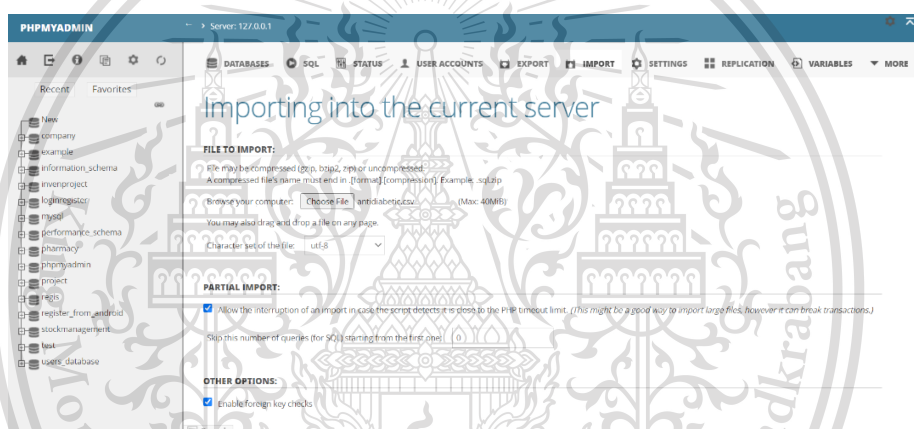 PHPMYADMIN
Server: 127.0.0.1
DATABASES SQL STATUS USER ACCOUNTS EXPORT IMPORT SETTINGS REPLICATION VARIABLES MORE
Recent Favorites
New
company
example
information_schema
invenproject
loginregister
mysql
performance_schema
pharmacy
phpmyadmin
project
regis
register_from_android
stockmanagement
test
users_database
Importing into the current server
FILE TO IMPORT:
File may be compressed (gzip, bzip2, zip) or uncompressed.
A compressed file's name must end in .[format].[compression]. Example: .sql.zip
Browse your computer: Choose File antidiabetic.csv (Max: 40MiB)
You may also drag and drop a file on any page.
Character set of the file: utf-8
PARTIAL IMPORT:
Allow the interruption of an import in case the script detects it is close to the PHP timeout limit. (This might be a good way to import large files, however it can break transactions.)
Skip this number of queries (for SQL) starting from the first one: 0
OTHER OPTIONS:
Enable foreign key checks